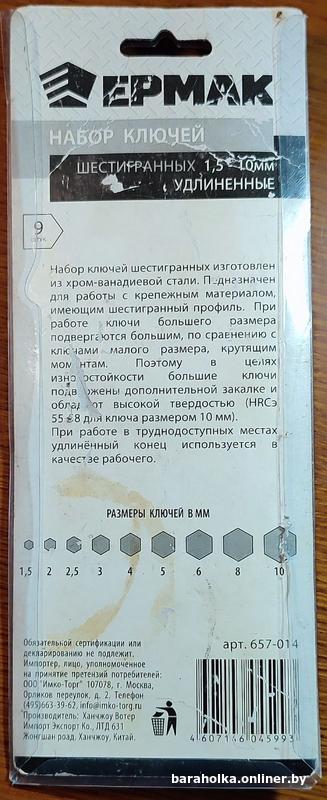 ЕРМАК
НАБОР КЛЮЧЕЙ
ШЕСТИГРАННЫХ 1,5 - 10мм
УДЛИНЕННЫЕ
9
штук
Набор ключей шестигранных изготовлен
из хром-ванадиевой стали. Предназначен
для работы с крепежным материалом,
имеющим шестигранный профиль. При
работе ключи большего размера
подвергаются большим, по сравнению с
ключами малого размера, крутящим
моментам. Поэтому в целях
износостойкости большие ключи
подвержены дополнительной закалке и
обладают высокой твердостью (HRCэ
55-58 для ключа размером 10 мм).
При работе в труднодоступных местах
удлинённый конец используется в
качестве рабочего.
РАЗМЕРЫ КЛЮЧЕЙ В ММ
1,5 2 2,5 3 4 5 6 8 10
Обязательной сертификации или
декларированию не подлежит.
Импортер, лицо, уполномоченное
на принятие претензий потребителей:
ООО "Имко-Торг" 107078, г. Москва,
Орликов переулок, д. 2. Телефон
(495)663-39-62, info@imko-torg.ru
Производитель: Ханчжоу Вотер
Импорт Экспорт Ко., ЛТД 631
Жонгшан роад, Ханчжоу, Китай.
арт. 657-014
4607146045993
baraholka.onliner.by